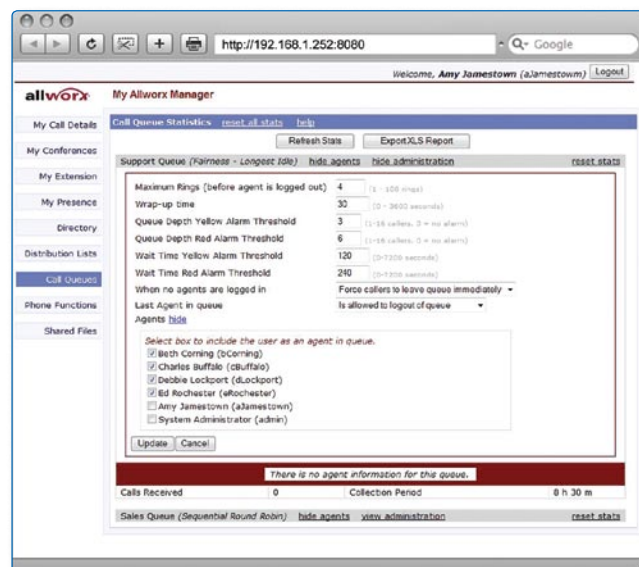 http://192.168.1.252:8080
Google
Welcome, Amy Jamestown (aJamestowm) Logout
allworx
My Allworx Manager
My Call Details
My Conferences
My Extension
My Presence
Directory
Distribution Lists
Call Queues
Phone Functions
Shared Files
Call Queue Statistics reset all stats help
Refresh Stats Export XLS Report
Support Queue (Fairness - Longest Idle) hide agents hide administration reset stats
Maximum Rings (before agent is logged out) 4 (1 - 100 rings)
Wrap-up time 30 (0 - 3600 seconds)
Queue Depth Yellow Alarm Threshold 3 (1-16 callers, 0 = no alarm)
Queue Depth Red Alarm Threshold 6 (1-16 callers, 0 = no alarm)
Wait Time Yellow Alarm Threshold 120 (0-7200 seconds)
Wait Time Red Alarm Threshold 240 (0-7200 seconds)
When no agents are logged in Force callers to leave queue immediately
Last Agent in queue Is allowed to logout of queue
Agents hide
Select box to include the user as an agent in queue.
Beth Corning (bCorning)
Charles Buffalo (cBuffalo)
Debbie Lockport (dLockport)
Ed Rochester (eRochester)
Amy Jamestown (aJamestown)
System Administrator (admin)
Update Cancel
There is no agent information for this queue.
Calls Received 0 Collection Period 0 h 30 m
Sales Queue (Sequential Round Robin) hide agents view administration reset stats